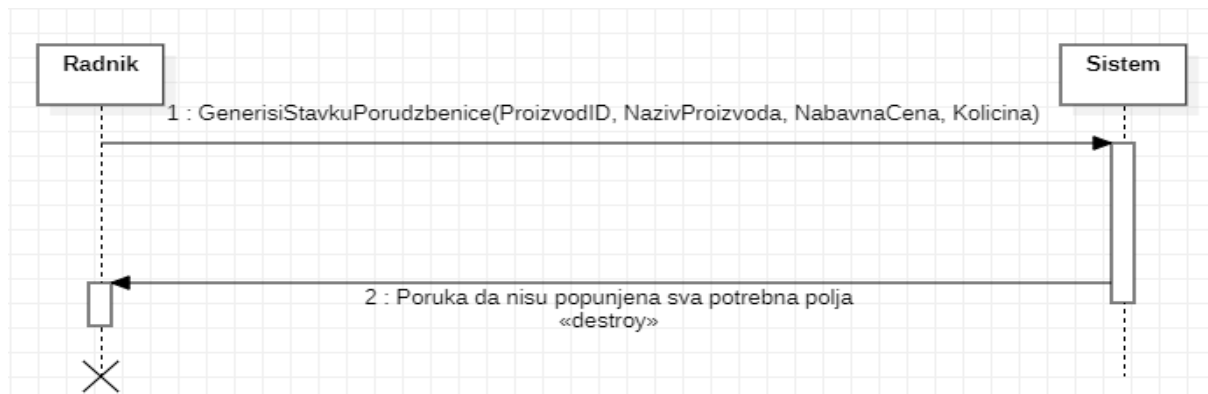 Radnik
Sistem
1 : GenerisiStavkuPorudzbenice(ProizvodID, NazivProizvoda, NabavnaCena, Kolicina)
2 : Poruka da nisu popunjena sva potrebna polja
«destroy»